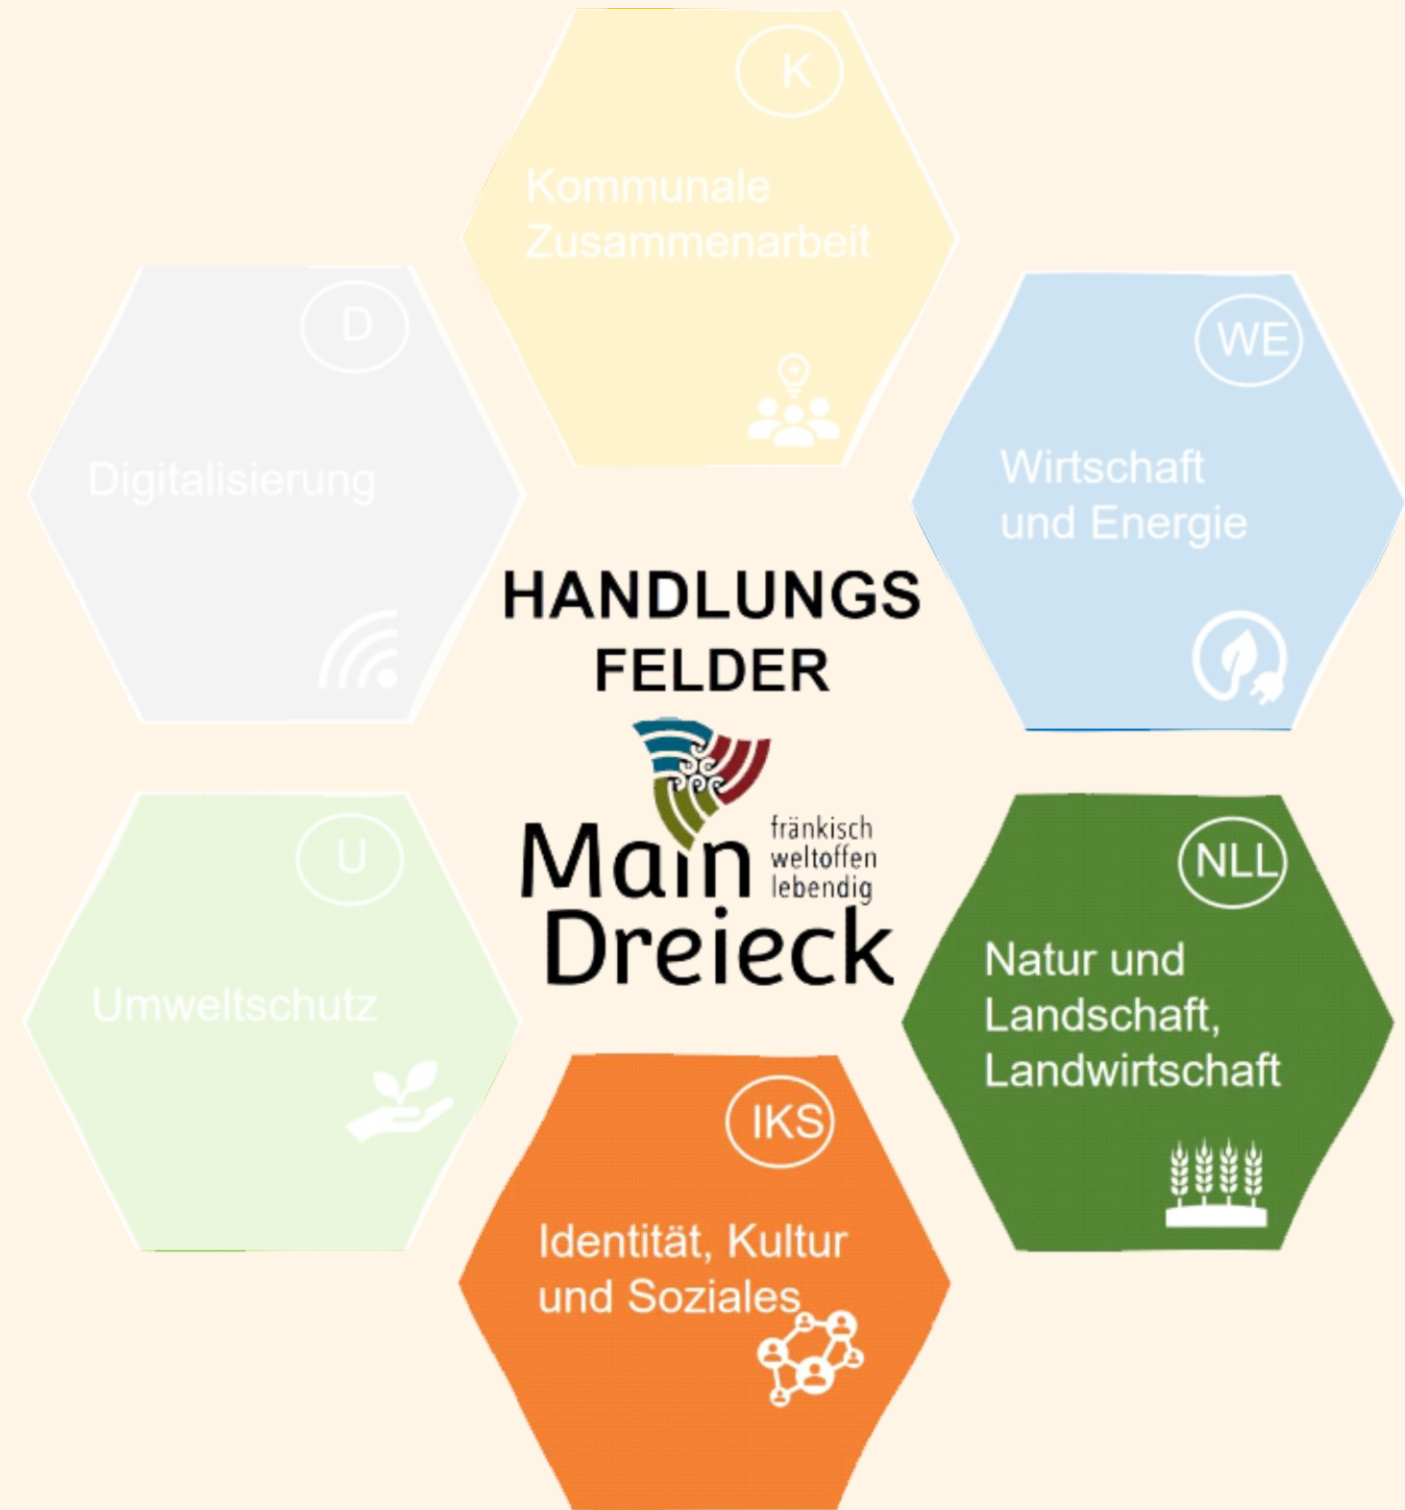 K
Kommunale
Zusammenarbeit
D
Digitalisierung
WE
Wirtschaft
und Energie
HANDLUNGS
FELDER
Main
Dreieck
fränkisch
weltoffen
lebendig
U
Umweltschutz
NLL
Natur und
Landschaft,
Landwirtschaft
IKS
Identität, Kultur
und Soziales